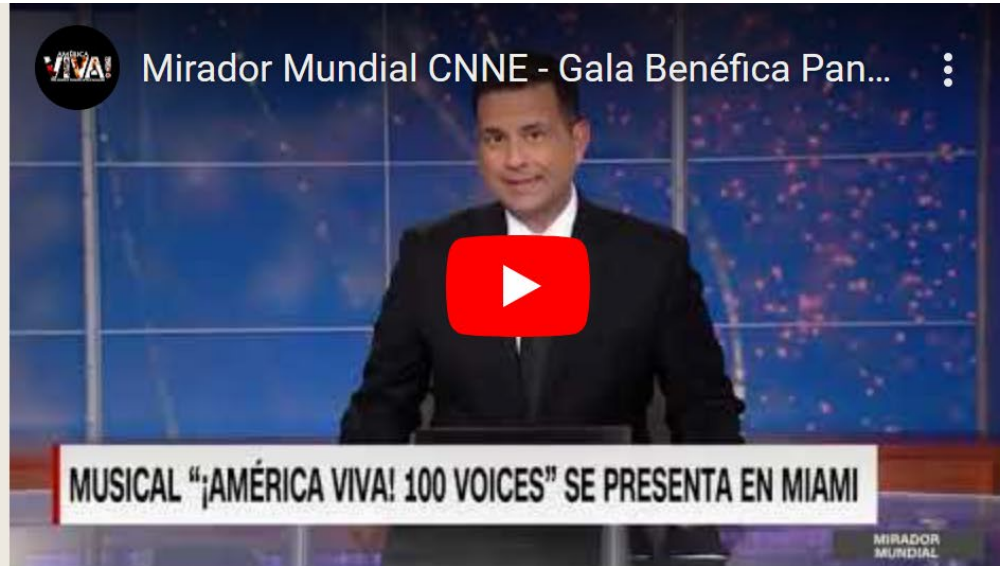 AMÉRICA
VIVA!
Mirador Mundial CNNE - Gala Benéfica Pan...
MUSICAL “¡AMÉRICA VIVA! 100 VOICES” SE PRESENTA EN MIAMI
MIRADOR
MUNDIAL